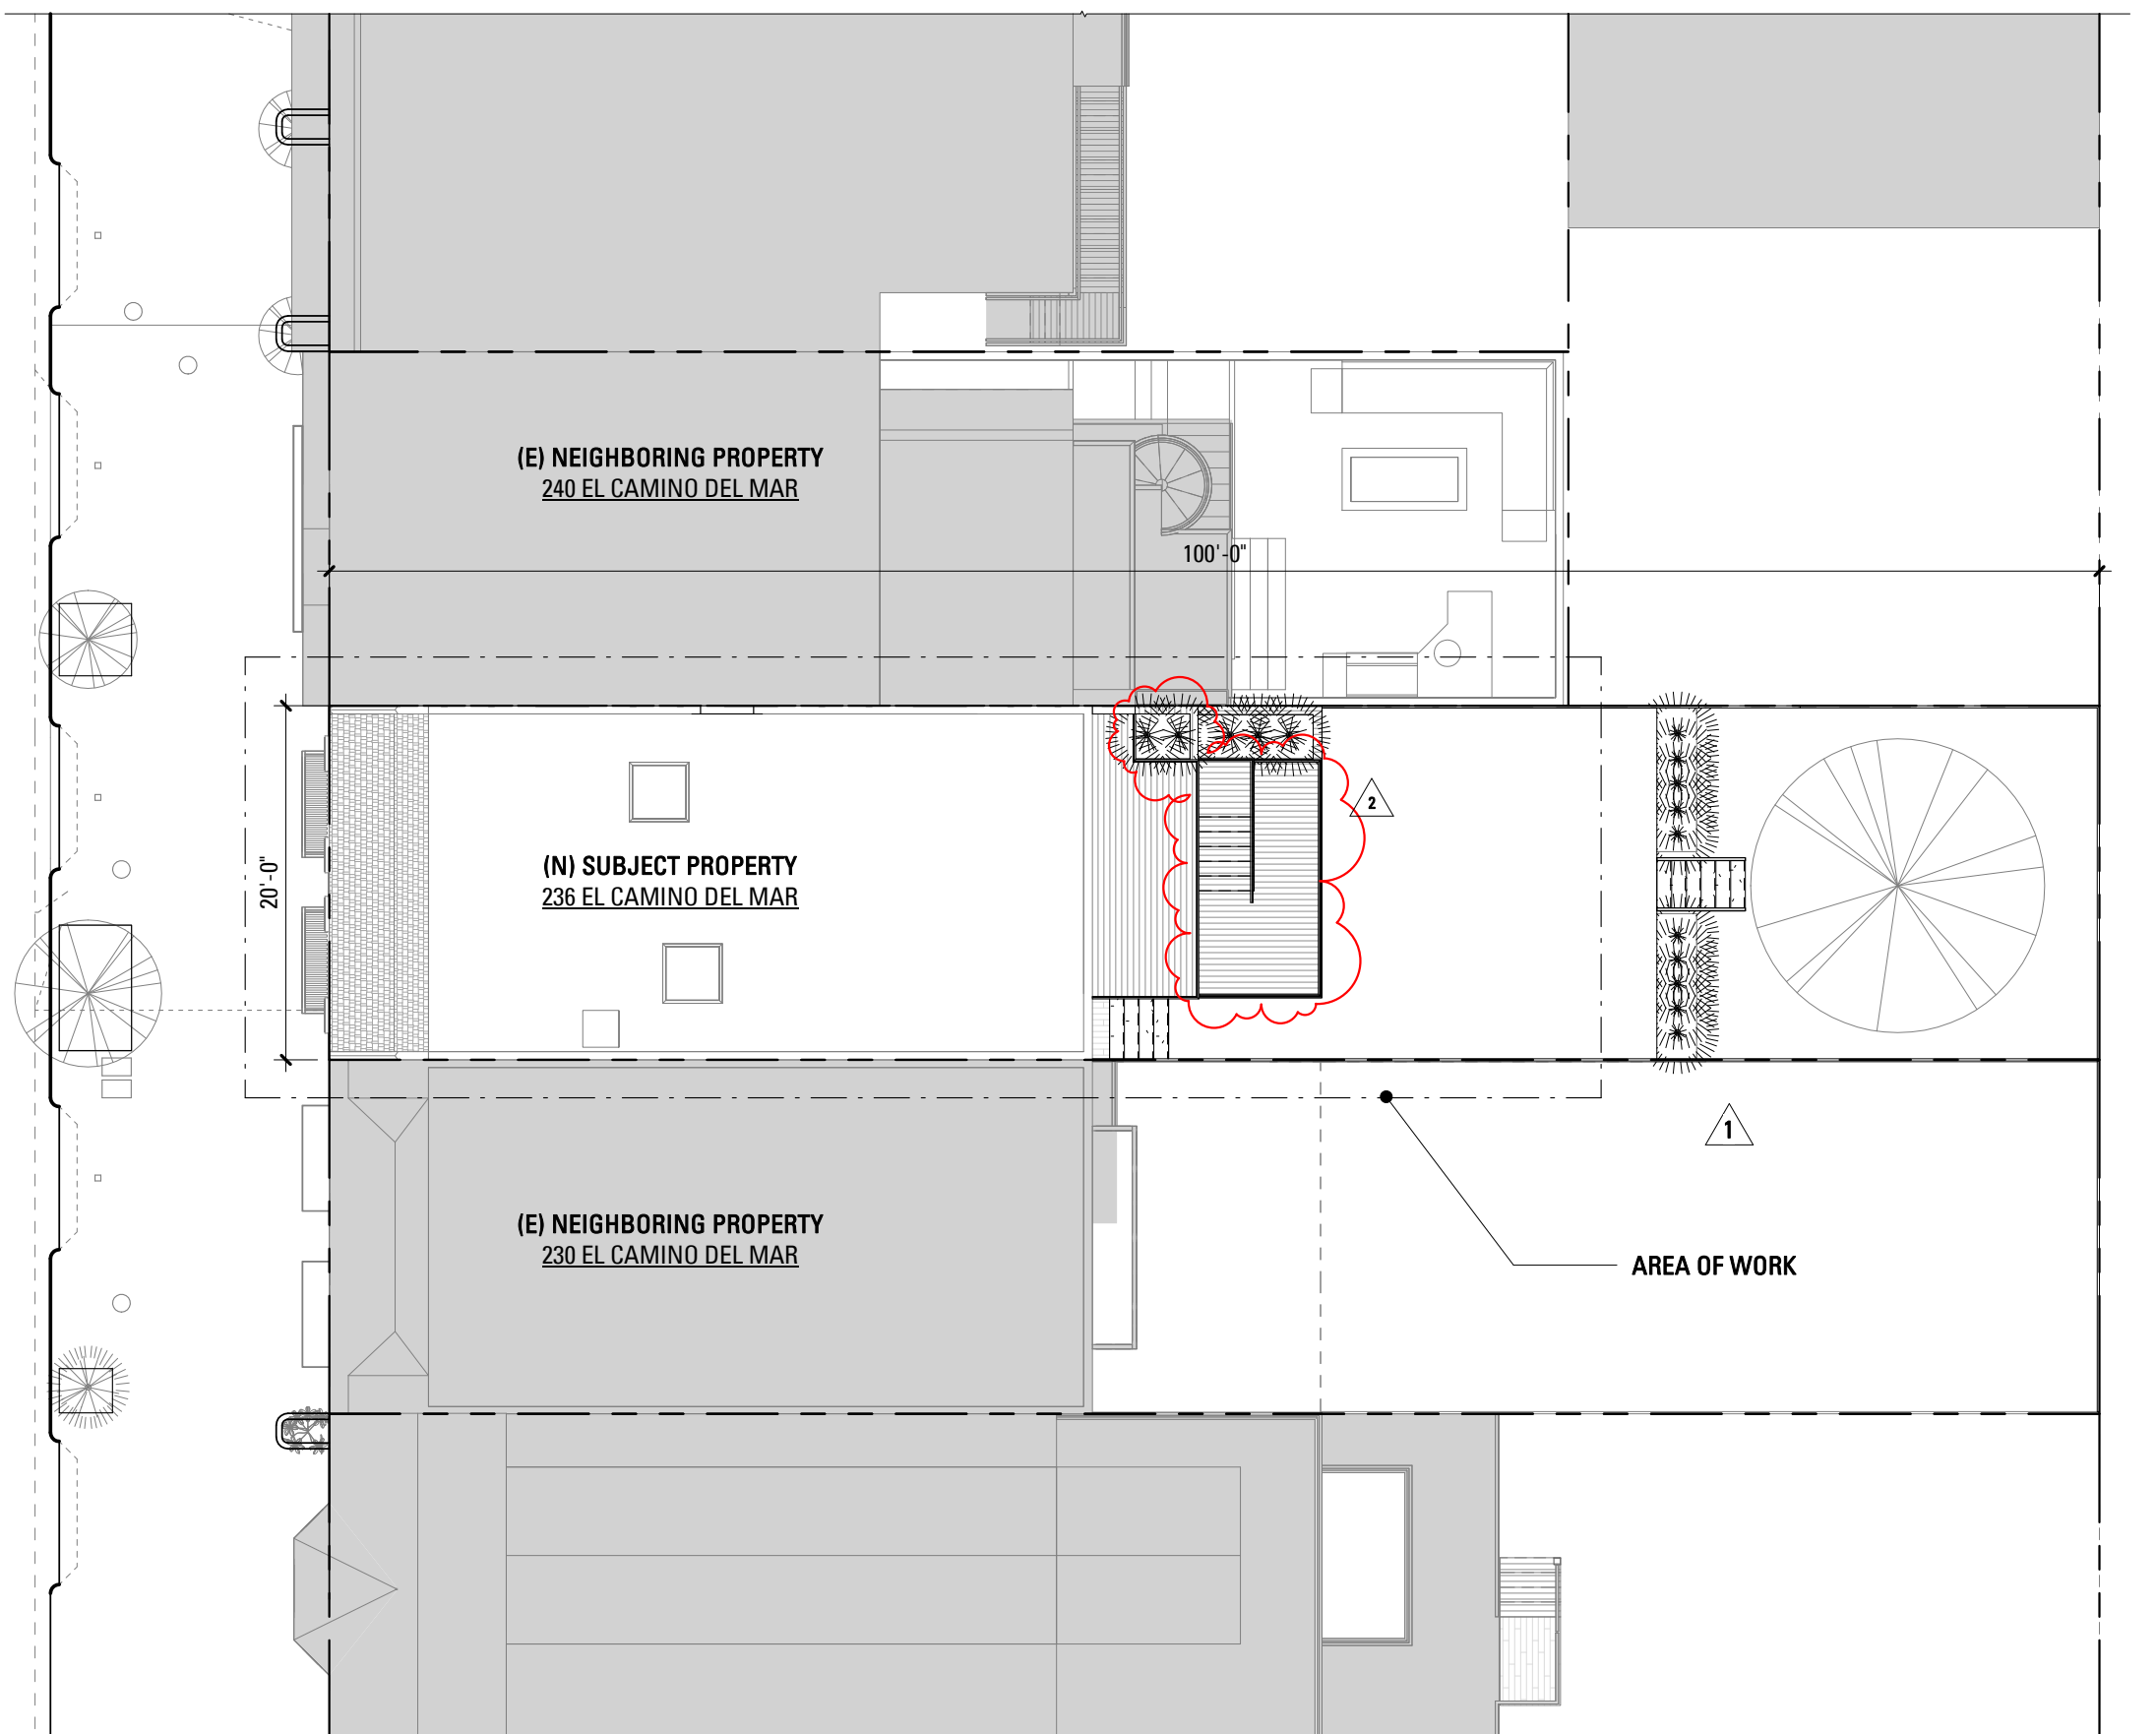 (E) NEIGHBORING PROPERTY
240 EL CAMINO DEL MAR
100'-0"
2
(N) SUBJECT PROPERTY
236 EL CAMINO DEL MAR
20'-0"
1
(E) NEIGHBORING PROPERTY
230 EL CAMINO DEL MAR
AREA OF WORK